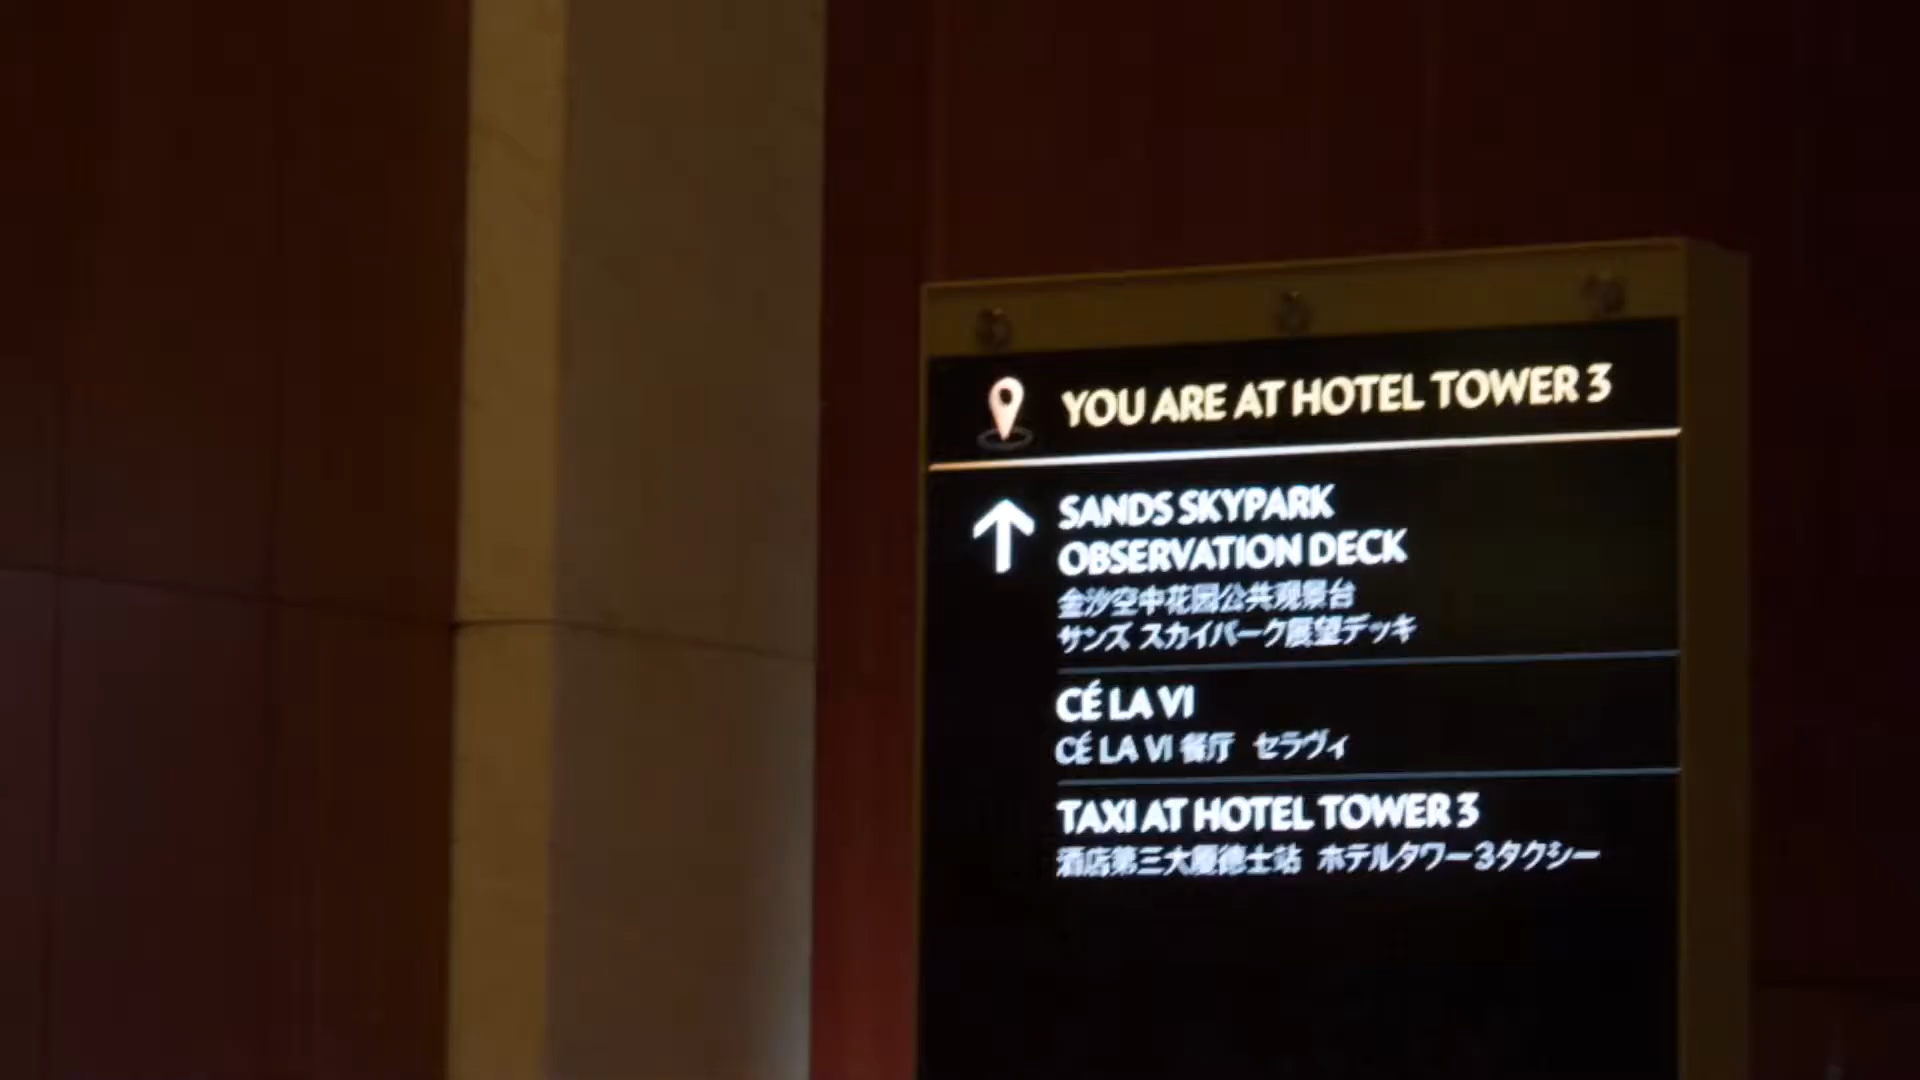 YOU ARE AT HOTEL TOWER 3
SANDS SKYPARK
OBSERVATION DECK
金沙空中花园公共观景台
サンズ スカイパーク展望デッキ
CÉ LA VI
CÉ LA VI 餐厅 セラヴィ
TAXI AT HOTEL TOWER 3
酒店第三大厦德士站 ホテルタワー3タクシー